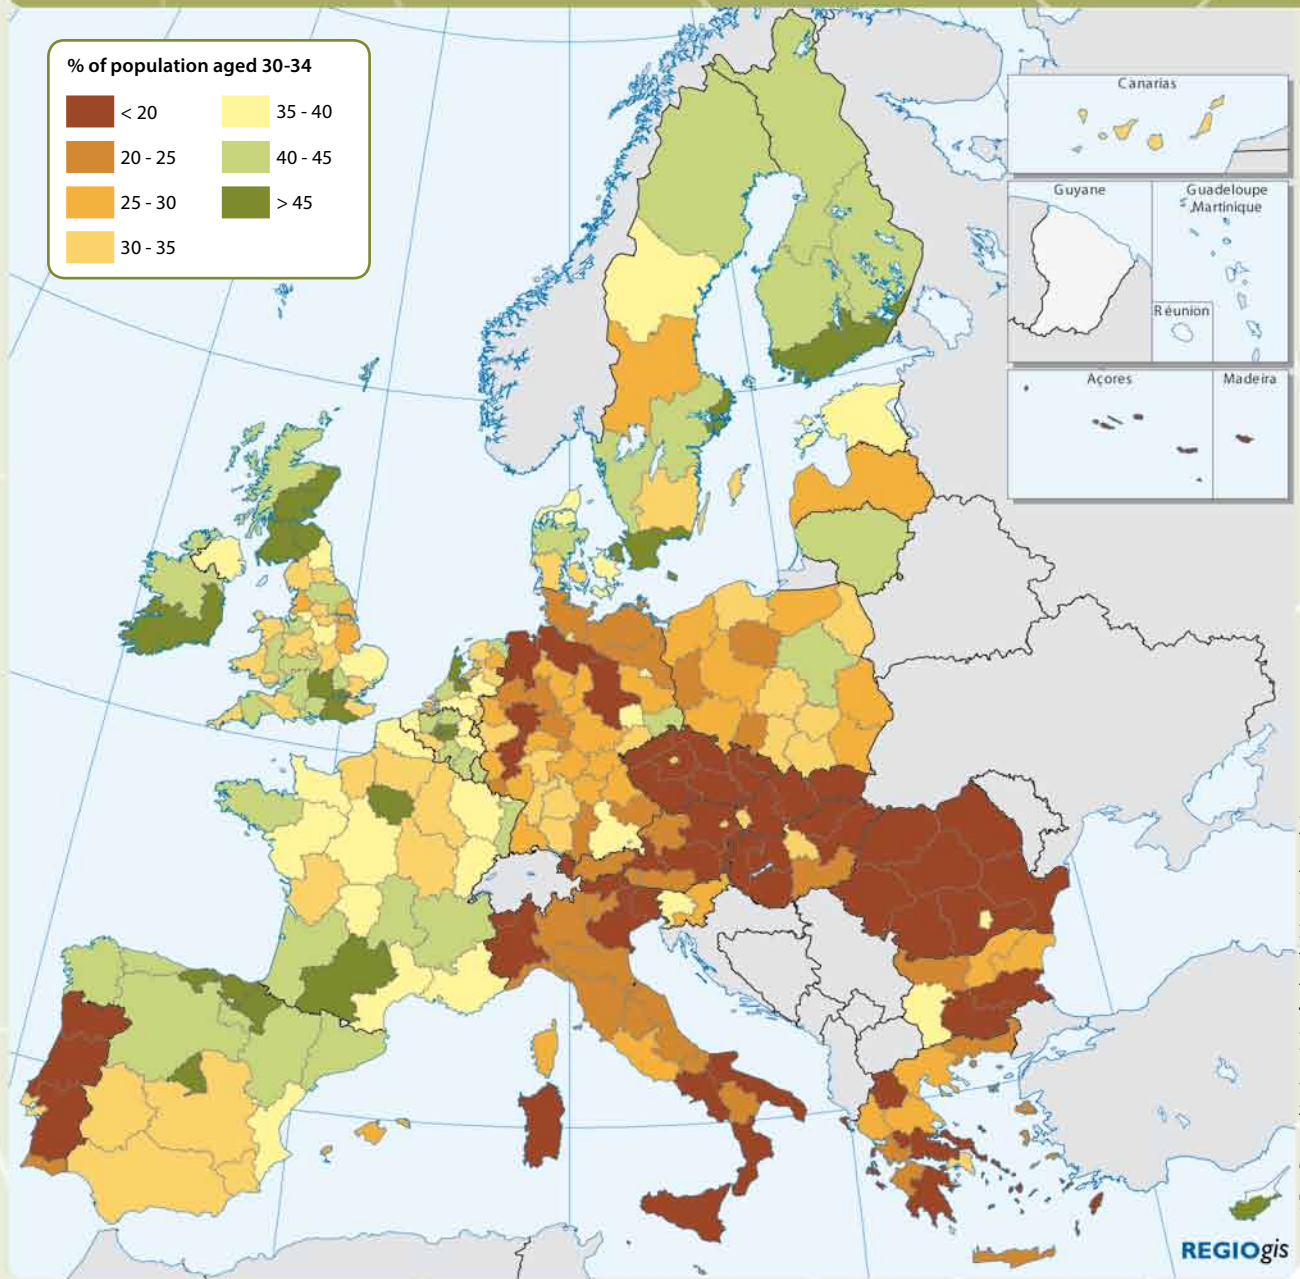 % of population aged 30-34
< 20
20 - 25
25 - 30
30 - 35
35 - 40
40 - 45
> 45
Canarias
Guyane
Guadeloupe
Martinique
Réunion
Açores
Madeira
REGIOgis